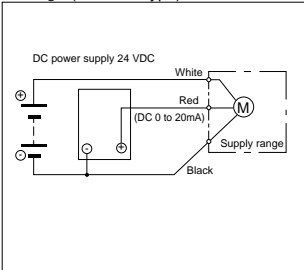 DC power supply 24 VDC
White
Red
(DC 0 to 20mA)
M
Supply range
Black